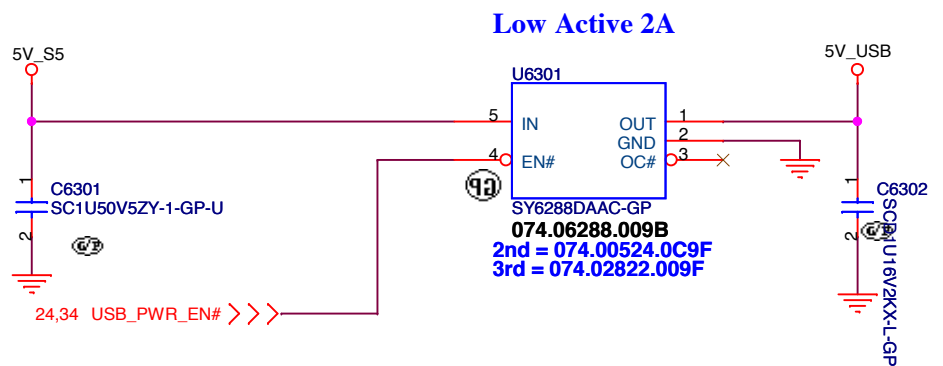 Low Active 2A
5V_S5
5V_USB
U6301
5
IN
OUT
1
GND
2
4
EN#
OC#
3
1
C6301
SC1U50V5ZY-1-GP-U
2
G/P
GP
SY6288DAAC-GP
074.06288.009B
2nd = 074.00524.0C9F
3rd = 074.02822.009F
1
C6302
SCD1U16V2KX-L-GP
2
G/P
24,34 USB_PWR_EN#